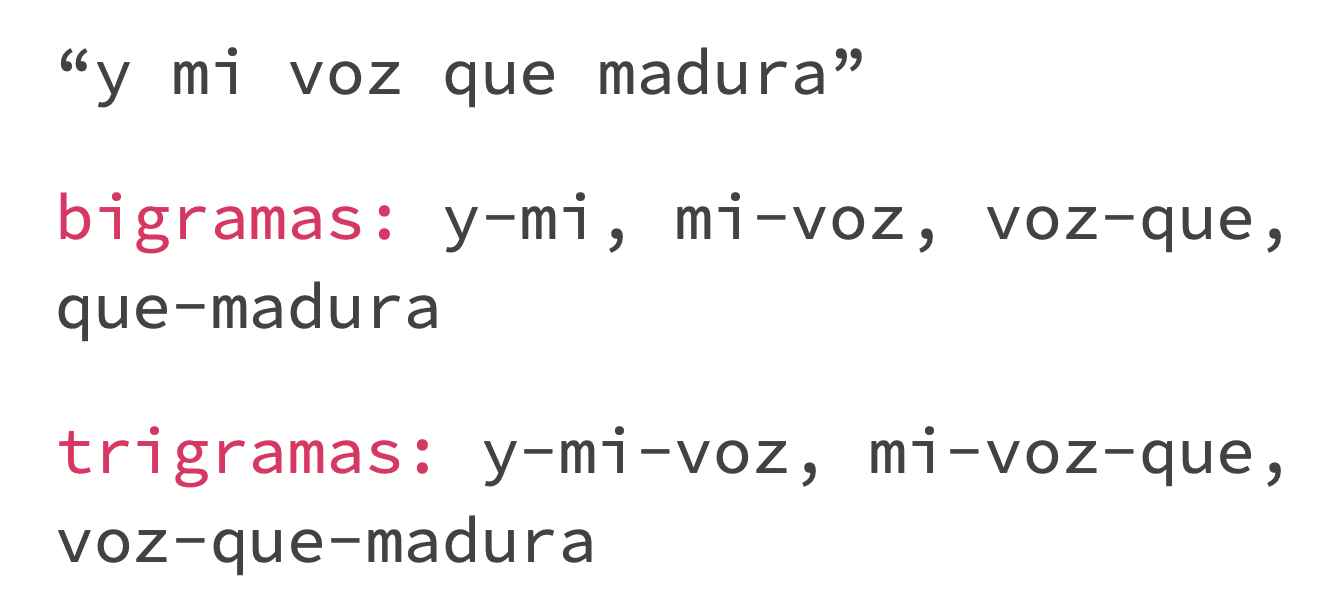 “y mi voz que madura”
bigramas: y-mi, mi-voz, voz-que,
que-madura
trigramas: y-mi-voz, mi-voz-que,
voz-que-madura